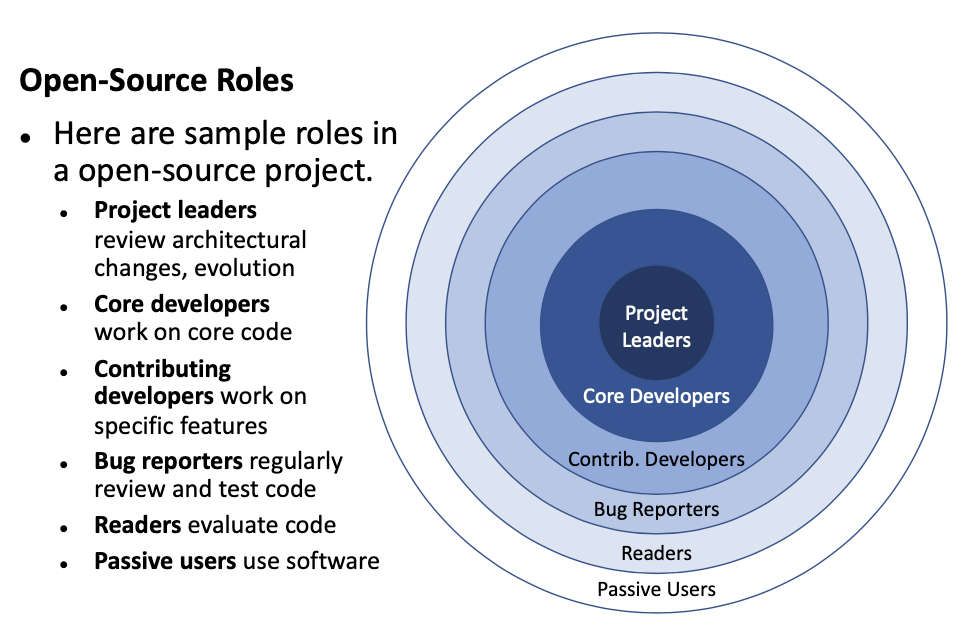 Open-Source Roles
• Here are sample roles in
a open-source project.
• Project leaders
review architectural
changes, evolution
• Core developers
work on core code
• Contributing
developers work on
specific features
• Bug reporters regularly
review and test code
• Readers evaluate code
• Passive users use software
Project
Leaders
Core Developers
Contrib. Developers
Bug Reporters
Readers
Passive Users